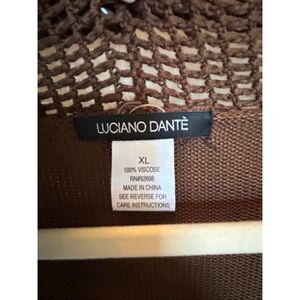 LUCIANO DANTÈ
XL
100% VISCOSE
RN#92608
MADE IN CHINA
SEE REVERSE FOR
CARE INSTRUCTIONS